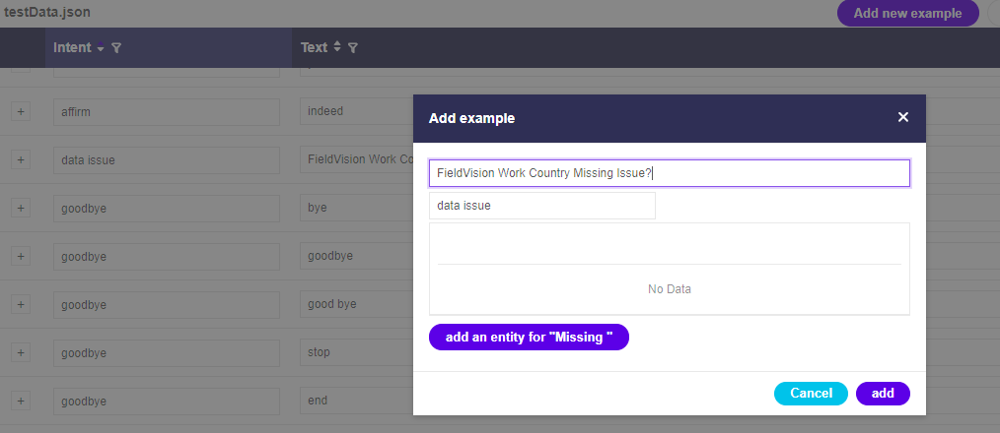 testData.json
Add new example
Intent Text
+ affirm indeed
+ data issue FieldVision Work Co
+ goodbye bye
+ goodbye goodbye
+ goodbye good bye
+ goodbye stop
+ goodbye end
Add example
FieldVision Work Country Missing Issue?
data issue
No Data
add an entity for "Missing "
Cancel add